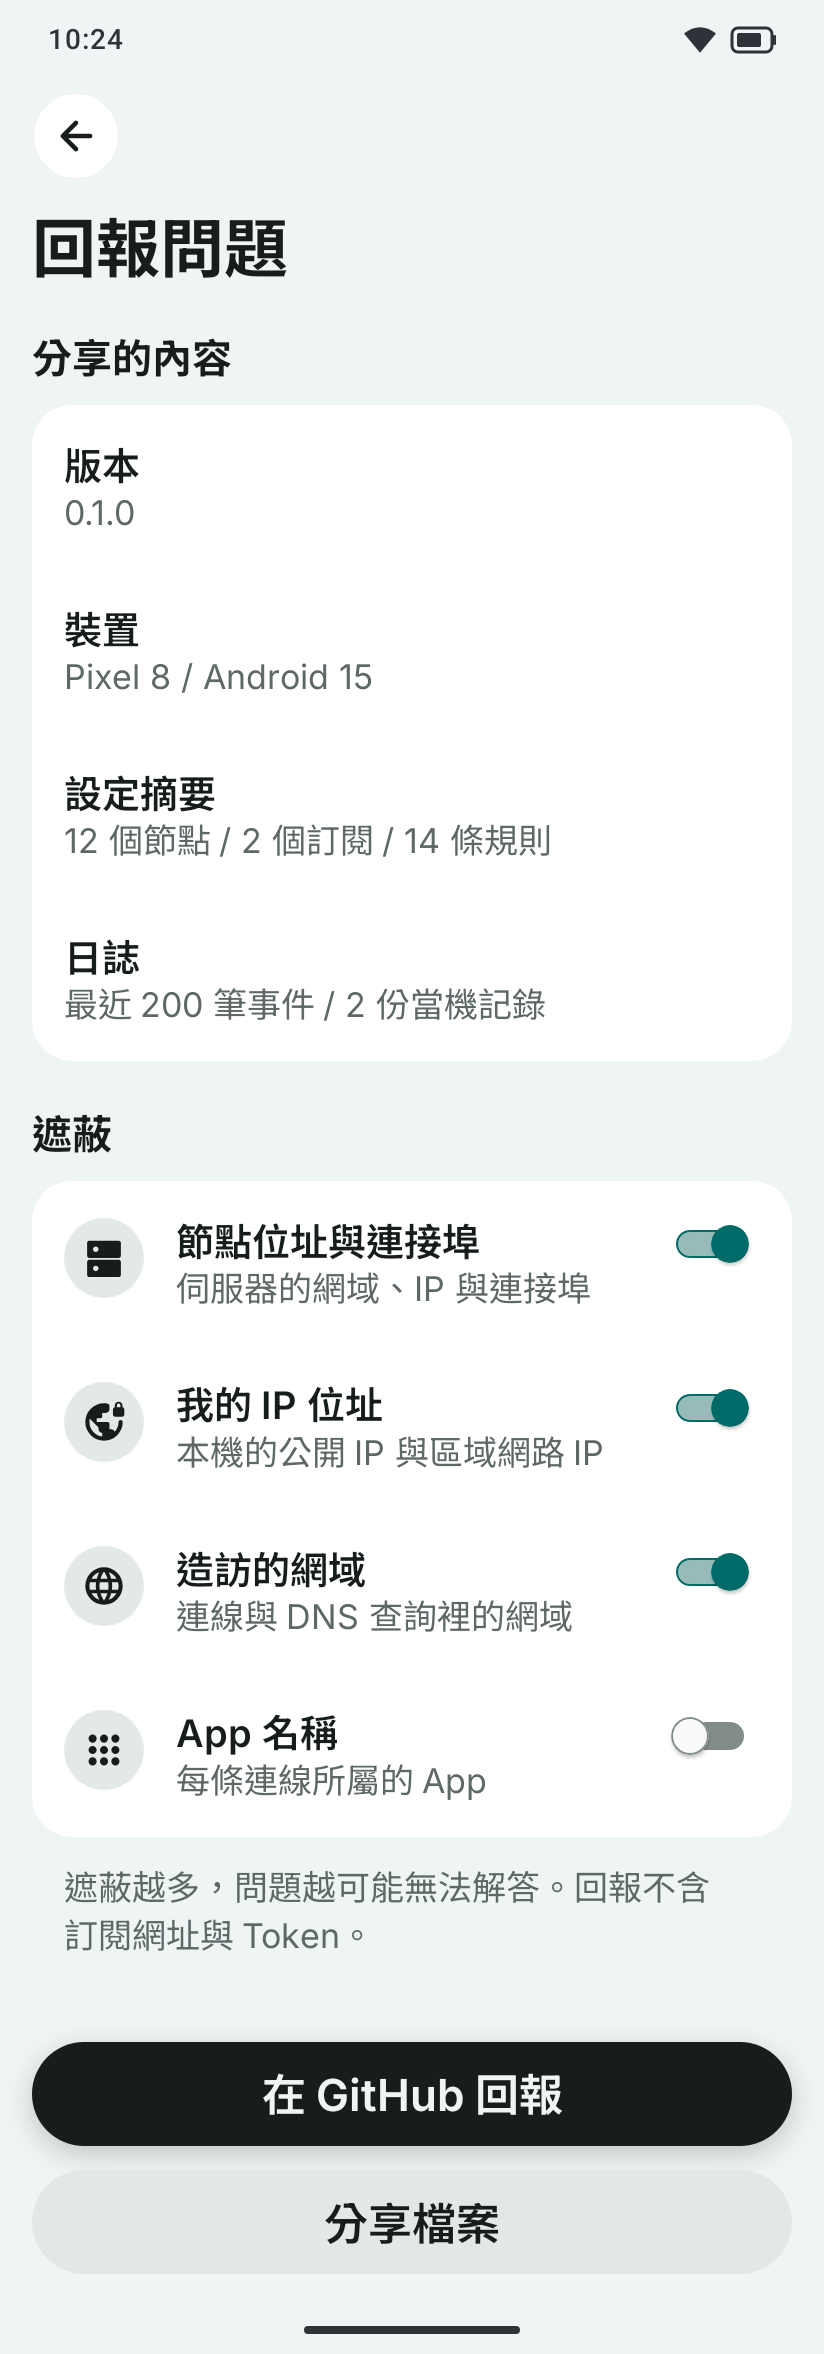 10:24
回報問題
分享的內容
版本
0.1.0
裝置
Pixel 8 / Android 15
設定摘要
12 個節點 / 2 個訂閱 / 14 條規則
日誌
最近 200 筆事件 / 2 份當機記錄
遮蔽
節點位址與連接埠
伺服器的網域、IP 與連接埠
我的 IP 位址
本機的公開 IP 與區域網路 IP
造訪的網域
連線與 DNS 查詢裡的網域
App 名稱
每條連線所屬的 App
遮蔽越多，問題越可能無法解答。回報不含
訂閱網址與 Token。
在 GitHub 回報
分享檔案